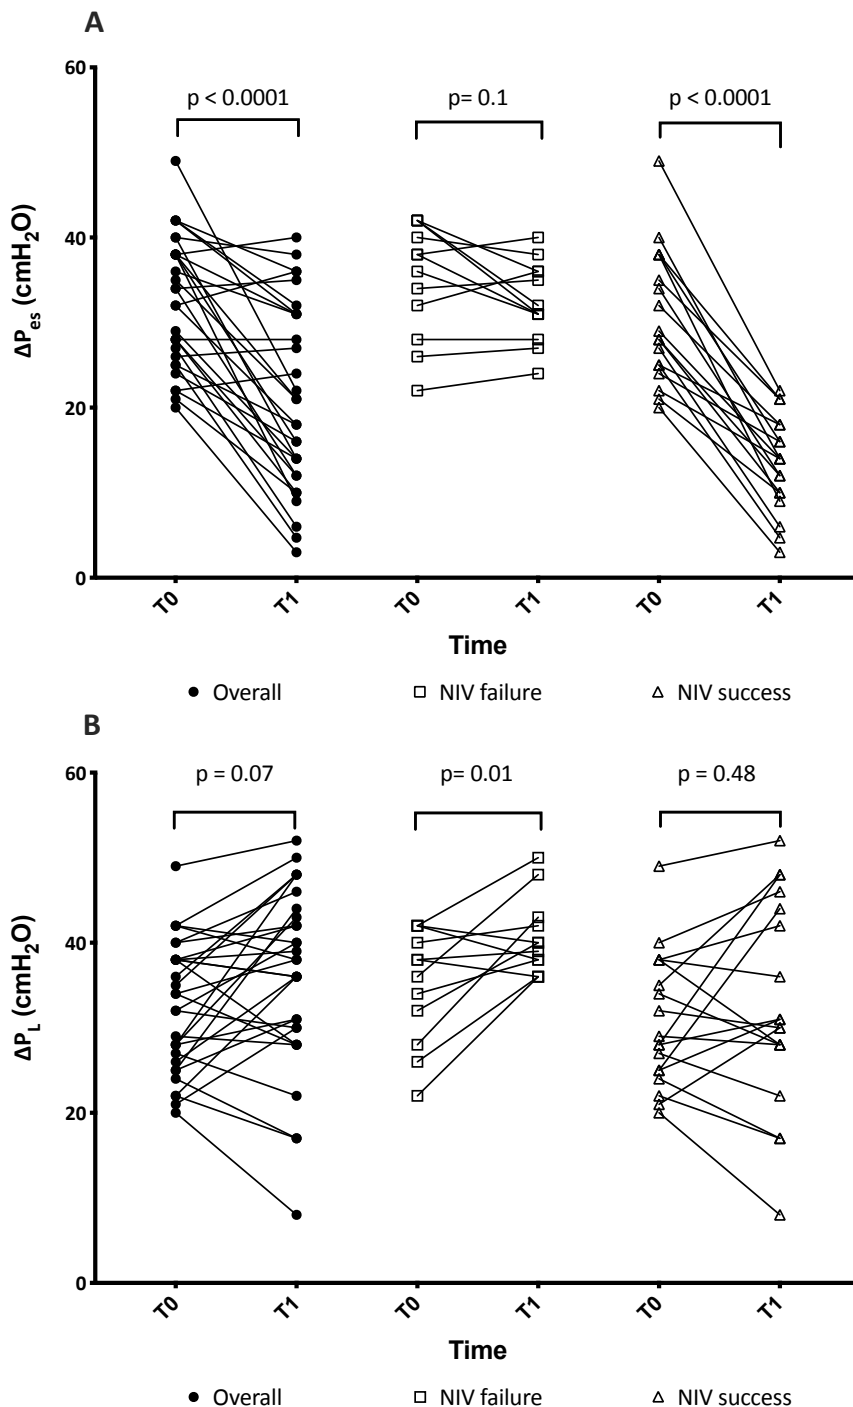 A
60
p < 0.0001
p= 0.1
p < 0.0001
ΔPes (cmH2O)
40
20
0
T0
T1
T0
T1
T0
T1
Time
Overall
NIV failure
NIV success
B
60
p = 0.07
p= 0.01
p = 0.48
ΔPL (cmH2O)
40
20
0
T0
T1
T0
T1
T0
T1
Time
Overall
NIV failure
NIV success